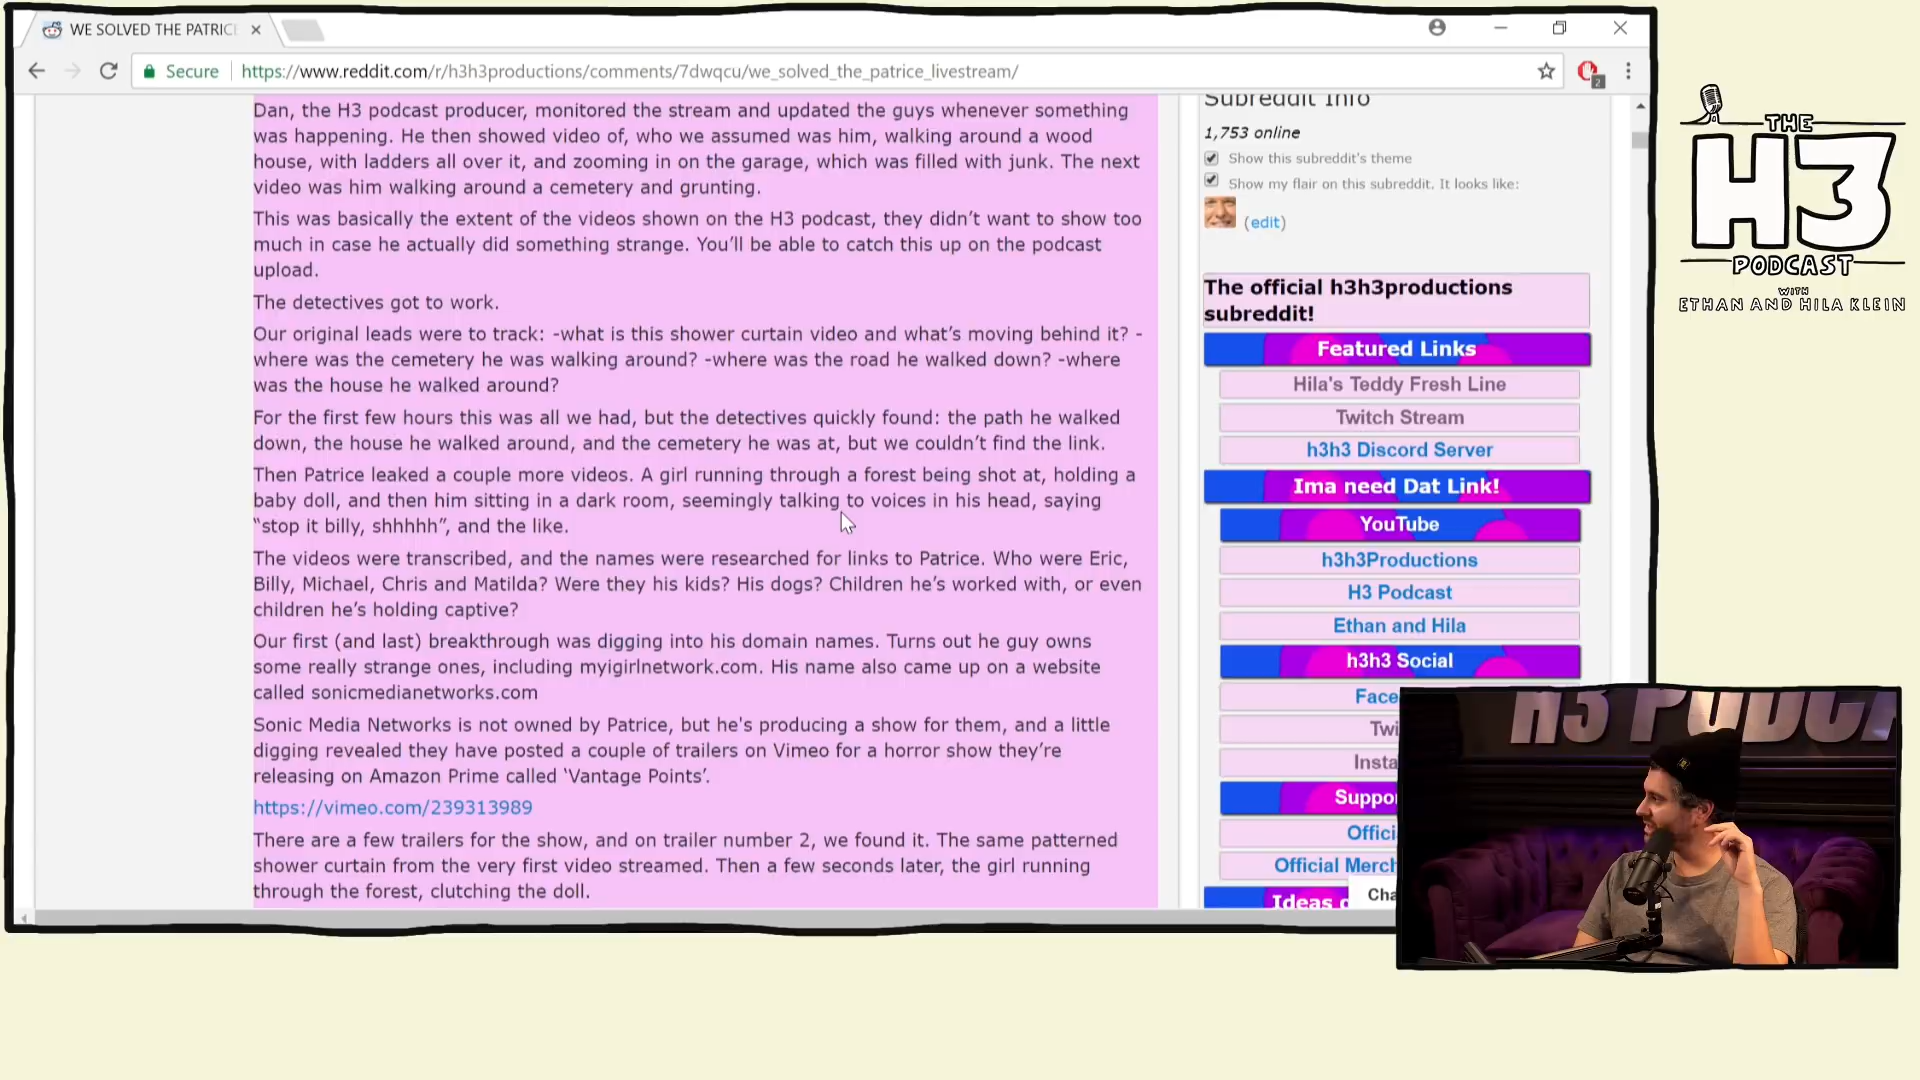 WE SOLVED THE PATRIC
Secure
https://www.reddit.com/r/h3h3productions/comments/7dwqcu/we_solved_the_patrice_livestream/
2
Dan, the H3 podcast producer, monitored the stream and updated the guys whenever something
was happening. He then showed video of, who we assumed was him, walking around a wood
house, with ladders all over it, and zooming in on the garage, which was filled with junk. The next
video was him walking around a cemetery and grunting.
This was basically the extent of the videos shown on the H3 podcast, they didn’t want to show too
much in case he actually did something strange. You’ll be able to catch this up on the podcast
upload.
The detectives got to work.
Our original leads were to track: -what is this shower curtain video and what’s moving behind it? -
where was the cemetery he was walking around? -where was the road he walked down? -where
was the house he walked around?
For the first few hours this was all we had, but the detectives quickly found: the path he walked
down, the house he walked around, and the cemetery he was at, but we couldn’t find the link.
Then Patrice leaked a couple more videos. A girl running through a forest being shot at, holding a
baby doll, and then him sitting in a dark room, seemingly talking to voices in his head, saying
“stop it billy, shhhhh”, and the like.
The videos were transcribed, and the names were researched for links to Patrice. Who were Eric,
Billy, Michael, Chris and Matilda? Were they his kids? His dogs? Children he’s worked with, or even
children he’s holding captive?
Our first (and last) breakthrough was digging into his domain names. Turns out he guy owns
some really strange ones, including myigirlnetwork.com. His name also came up on a website
called sonicmedianetworks.com
Sonic Media Networks is not owned by Patrice, but he's producing a show for them, and a little
digging revealed they have posted a couple of trailers on Vimeo for a horror show they’re
releasing on Amazon Prime called ‘Vantage Points’.
https://vimeo.com/239313989
There are a few trailers for the show, and on trailer number 2, we found it. The same patterned
shower curtain from the very first video streamed. Then a few seconds later, the girl running
through the forest, clutching the doll.
Subreddit Info
1,753 online
Show this subreddit's theme
Show my flair on this subreddit. It looks like:
(edit)
The official h3h3productions
subreddit!
Featured Links
Hila's Teddy Fresh Line
Twitch Stream
h3h3 Discord Server
Ima need Dat Link!
YouTube
h3h3Productions
H3 Podcast
Ethan and Hila
h3h3 Social
Face
Twi
Insta
Suppo
Offici
Official Merch
Ideas
Cha
THE
H3
PODCAST
WITH
ETHAN AND HILA KLEIN
H3 PODCA